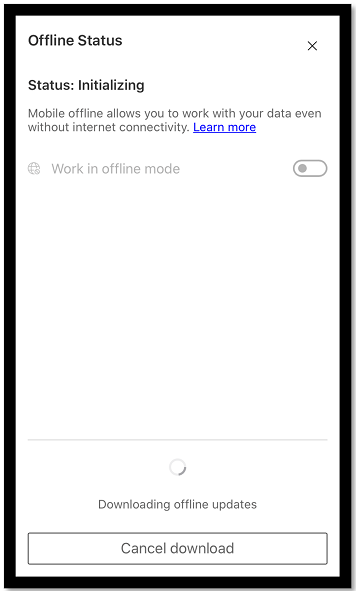 Offline Status
Status: Initializing
Mobile offline allows you to work with your data even
without internet connectivity. Learn more
Work in offline mode
Downloading offline updates
Cancel download